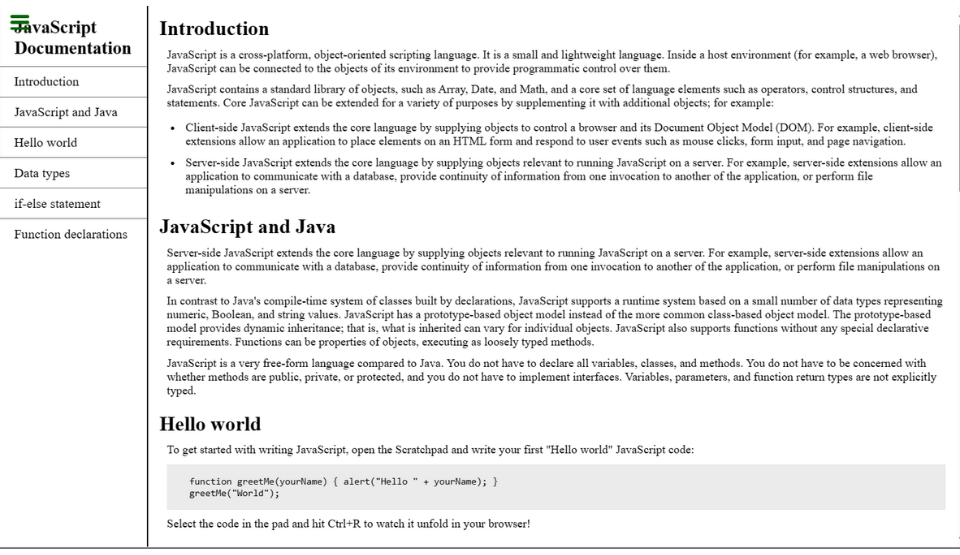 JavaScript
Documentation
Introduction
JavaScript and Java
Hello world
Data types
if-else statement
Function declarations
Introduction
JavaScript is a cross-platform, object-oriented scripting language. It is a small and lightweight language. Inside a host environment (for example, a web browser),
JavaScript can be connected to the objects of its environment to provide programmatic control over them.
JavaScript contains a standard library of objects, such as Array, Date, and Math, and a core set of language elements such as operators, control structures, and
statements. Core JavaScript can be extended for a variety of purposes by supplementing it with additional objects; for example:
• Client-side JavaScript extends the core language by supplying objects to control a browser and its Document Object Model (DOM). For example, client-side
extensions allow an application to place elements on an HTML form and respond to user events such as mouse clicks, form input, and page navigation.
• Server-side JavaScript extends the core language by supplying objects relevant to running JavaScript on a server. For example, server-side extensions allow an
application to communicate with a database, provide continuity of information from one invocation to another of the application, or perform file
manipulations on a server.
JavaScript and Java
Server-side JavaScript extends the core language by supplying objects relevant to running JavaScript on a server. For example, server-side extensions allow an
application to communicate with a database, provide continuity of information from one invocation to another of the application, or perform file manipulations on
a server.
In contrast to Java's compile-time system of classes built by declarations, JavaScript supports a runtime system based on a small number of data types representing
numeric, Boolean, and string values. JavaScript has a prototype-based object model instead of the more common class-based object model. The prototype-based
model provides dynamic inheritance; that is, what is inherited can vary for individual objects. JavaScript also supports functions without any special declarative
requirements. Functions can be properties of objects, executing as loosely typed methods.
JavaScript is a very free-form language compared to Java. You do not have to declare all variables, classes, and methods. You do not have to be concerned with
whether methods are public, private, or protected, and you do not have to implement interfaces. Variables, parameters, and function return types are not explicitly
typed.
Hello world
To get started with writing JavaScript, open the Scratchpad and write your first "Hello world" JavaScript code:
function greetMe(yourName) { alert("Hello " + yourName); }
greetMe("World");
Select the code in the pad and hit Ctrl+R to watch it unfold in your browser!